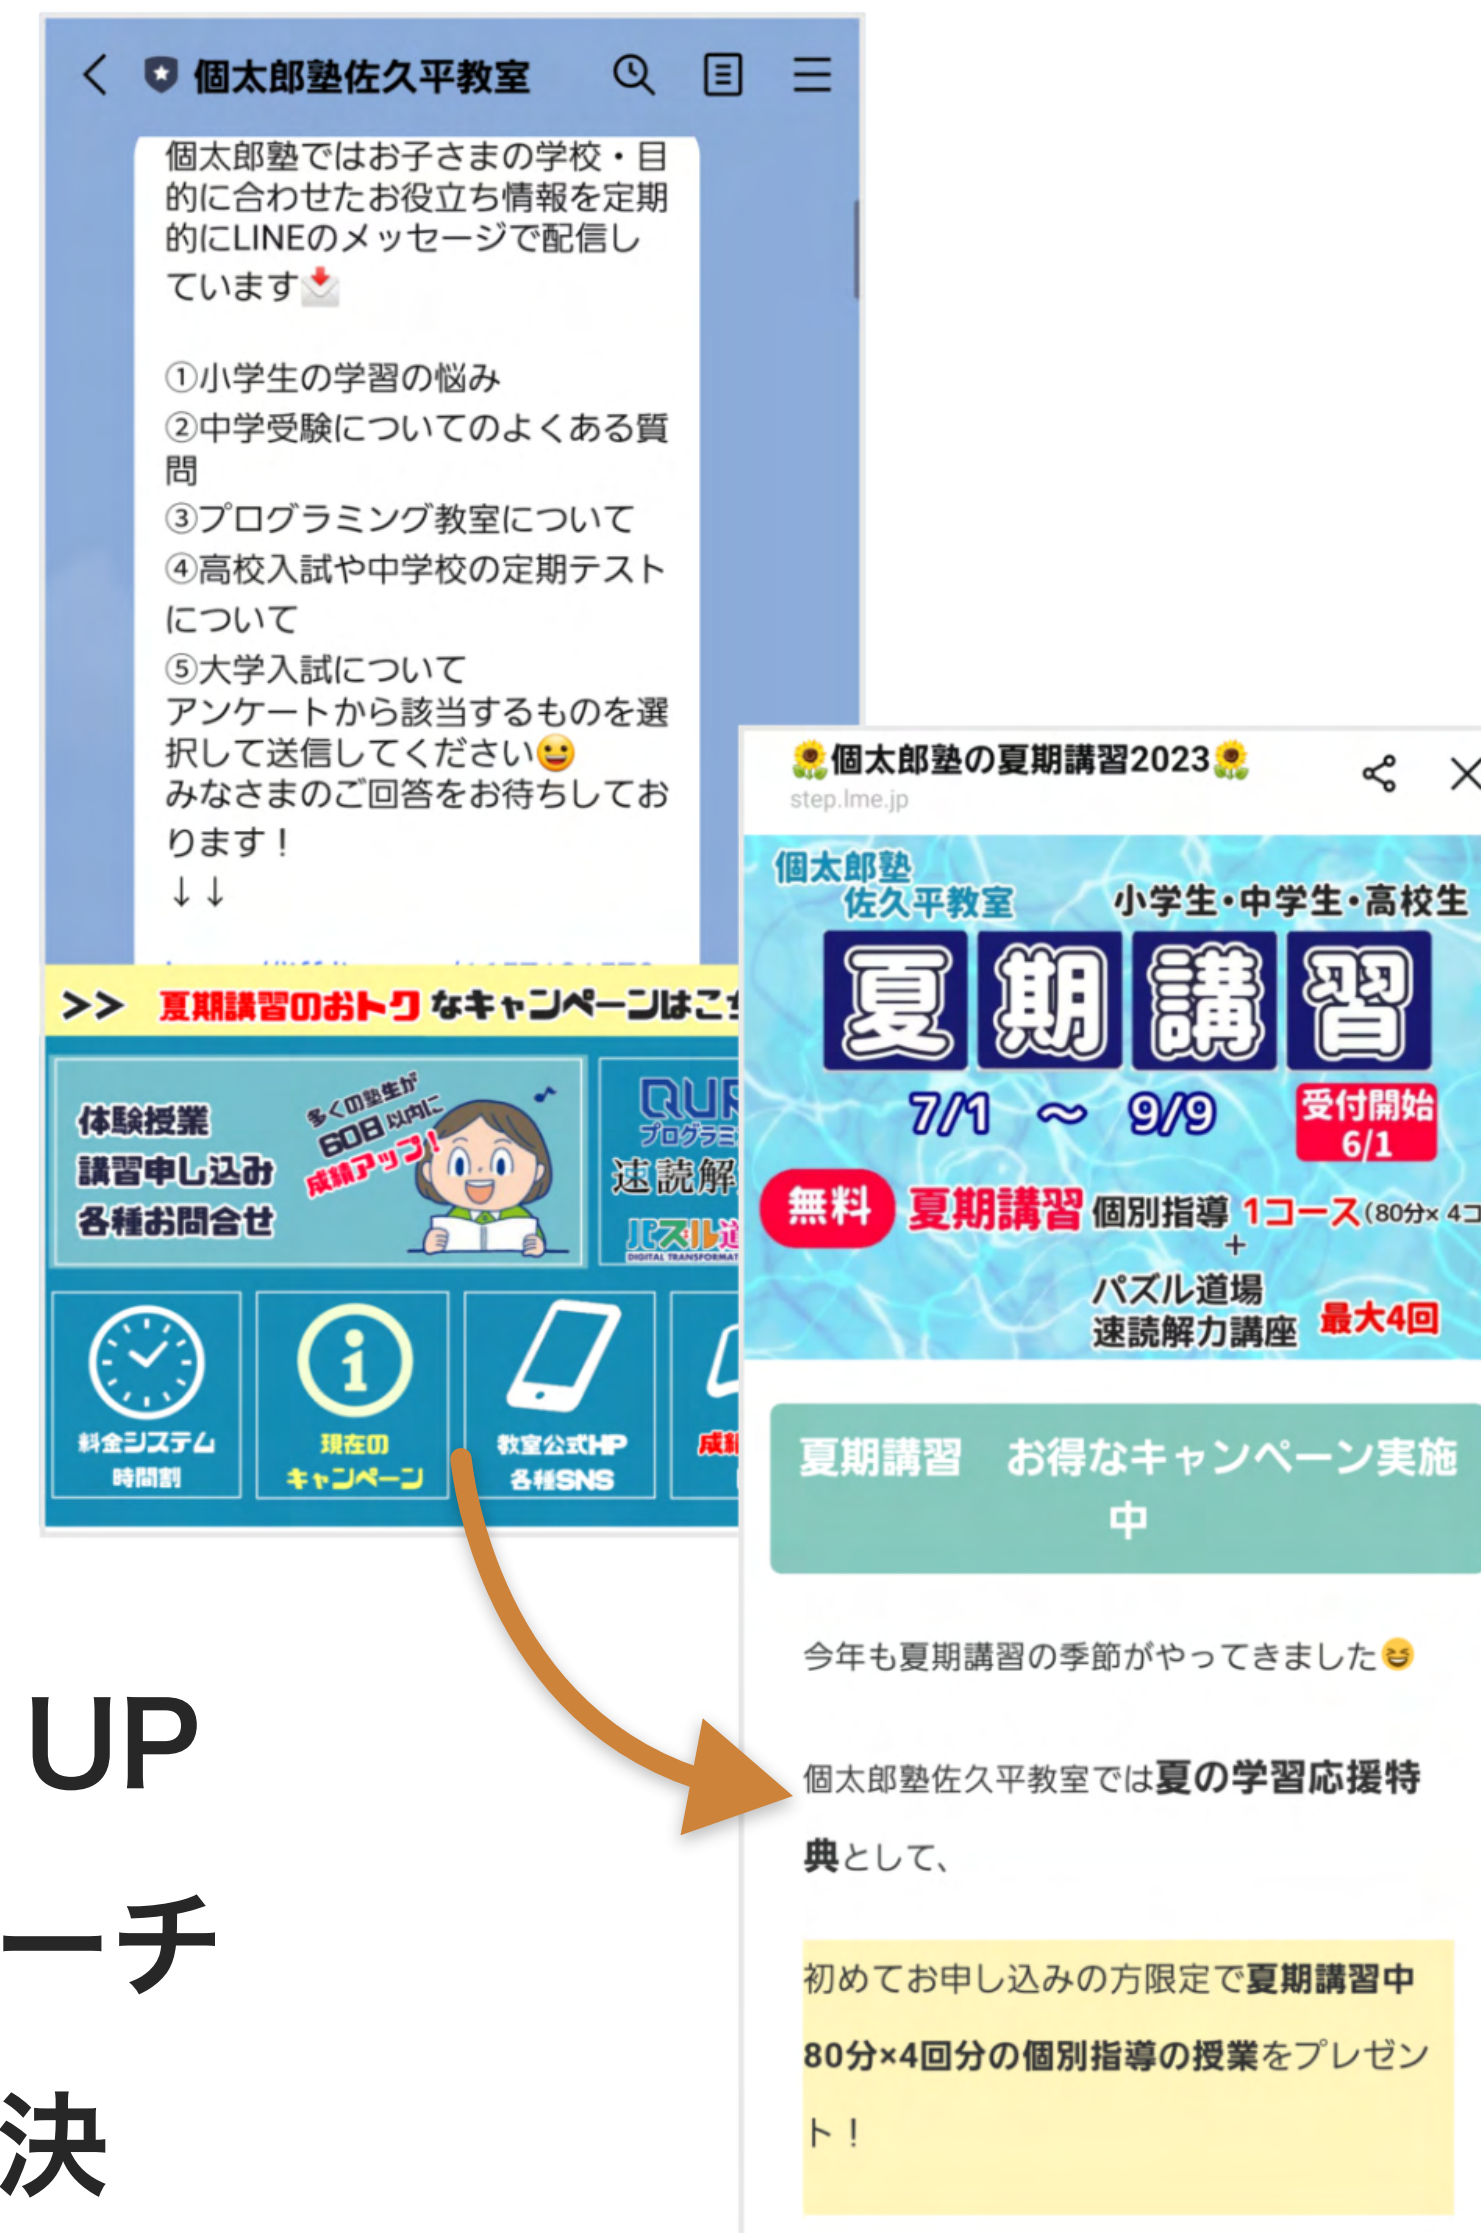 個太郎塾佐久平教室
個太郎塾ではお子さまの学校・目
的に合わせたお役立ち情報を定期
的にLINEのメッセージで配信し
ています📩
①小学生の学習の悩み
②中学受験についてのよくある質
問
③プログラミング教室について
④高校入試や中学校の定期テスト
について
⑤大学入試について
アンケートから該当するものを選
択して送信してください😀
みなさまのご回答をお待ちしてお
ります！
↓↓
>> 夏期講習のおトクなキャンペーンはこ
体験授業
講習申し込み
各種お問合せ
多くの塾生が
60日以内に
成績アップ！
QUR
プログラミ
速読解
パズル道
DIGITAL TRANSFORMAT
料金システム
時間割
現在の
キャンペーン
教室公式HP
各種SNS
成績
🌻個太郎塾の夏期講習2023🌻
step.lme.jp
個太郎塾
佐久平教室
小学生・中学生・高校生
夏期講習
7/1 ～ 9/9
受付開始
6/1
無料 夏期講習 個別指導 1コース(80分×4コ
+
パズル道場
速読解力講座 最大4回
夏期講習　お得なキャンペーン実施
中
今年も夏期講習の季節がやってきました😆
個太郎塾佐久平教室では夏の学習応援特
典として、
初めてお申し込みの方限定で夏期講習中
80分×4回分の個別指導の授業をプレゼン
ト！
UP
ーチ
決